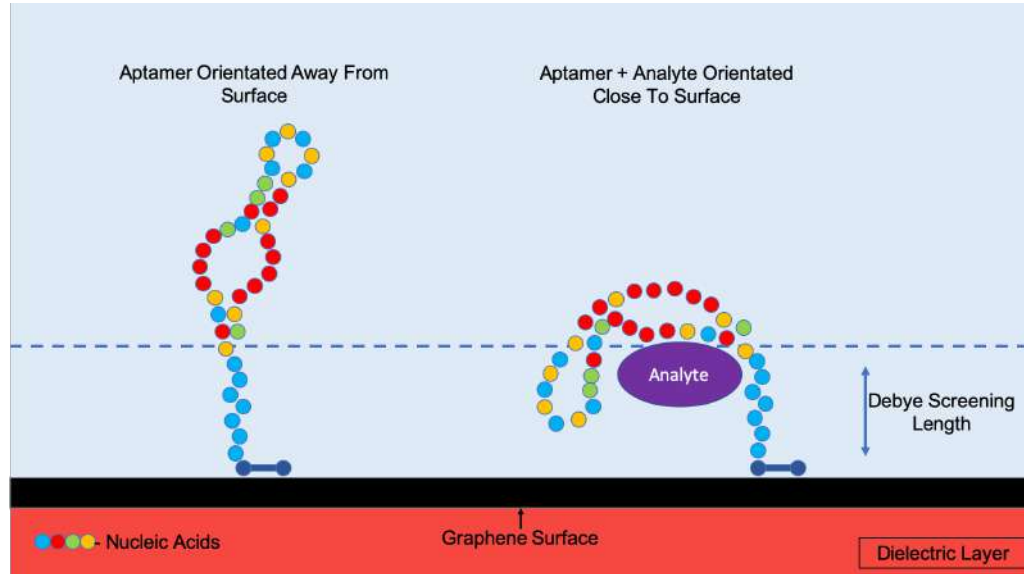 Aptamer Orientated Away From
Surface
Aptamer + Analyte Orientated
Close To Surface
Analyte
Debye Screening
Length
- Nucleic Acids
Graphene Surface
Dielectric Layer